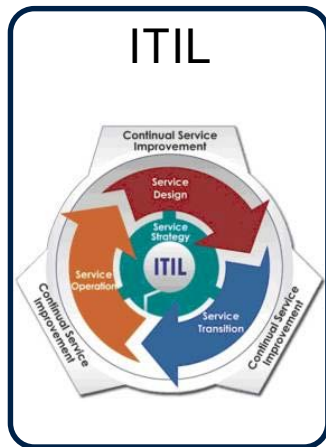 ITIL
Continual Service
Improvement
Service
Design
Service
Strategy
ITIL
Service
Operation
Service
Transition
Continual Service
Improvement
Continual Service
Improvement